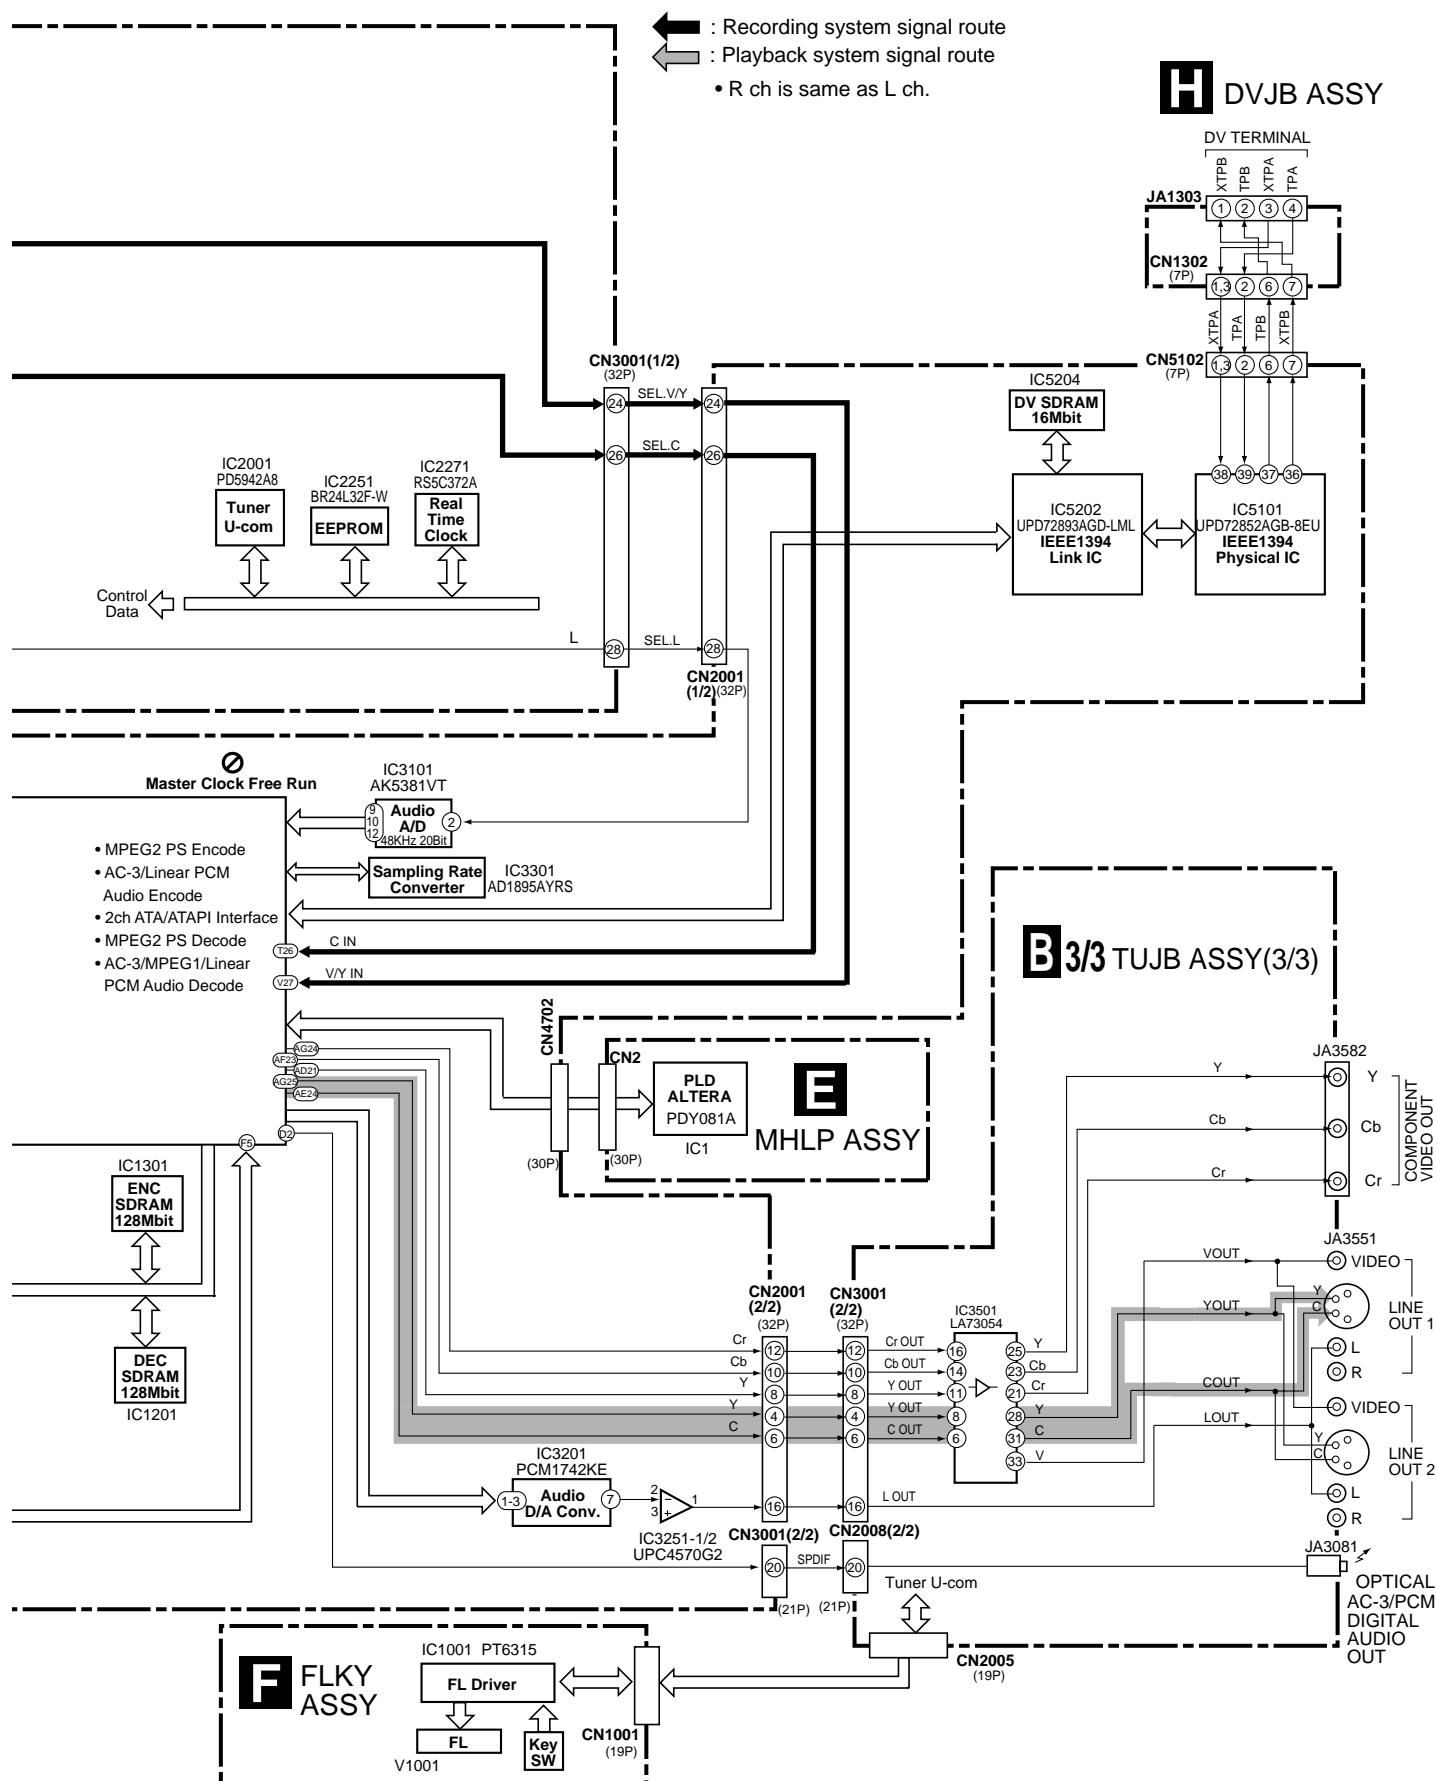 : Recording system signal route
: Playback system signal route
• R ch is same as L ch.
H DVJB ASSY
DV TERMINAL
XTPB
TPB
XTPA
TPA
JA1303
1 2 3 4
CN1302
(7P)
1,3 2 6 7
XTPA
TPA
TPB
XTPB
CN5102
(7P)
1,3 2 6 7
CN3001(1/2)
(32P)
24 SEL.V/Y 24
26 SEL.C 26
IC5204
DV SDRAM
16Mbit
38 39 37 36
IC5202
UPD72893AGD-LML
IEEE1394
Link IC
IC5101
UPD72852AGB-8EU
IEEE1394
Physical IC
IC2001
PD5942A8
Tuner
U-com
IC2251
BR24L32F-W
EEPROM
IC2271
RS5C372A
Real
Time
Clock
Control
Data
L 28 SEL.L 28
CN2001
(1/2)(32P)
Master Clock Free Run
IC3101
AK5381VT
9
10
12
Audio
A/D
48KHz 20Bit
2
• MPEG2 PS Encode
• AC-3/Linear PCM
Audio Encode
• 2ch ATA/ATAPI Interface
• MPEG2 PS Decode
• AC-3/MPEG1/Linear
PCM Audio Decode
Sampling Rate
Converter
IC3301
AD1895AYRS
T26 C IN
V27 V/Y IN
B 3/3 TUJB ASSY(3/3)
CN4702
CN2
AG24
AF23
AD21
AG25
AE24
D2
F5
PLD
ALTERA
PDY081A
IC1
E
MHLP ASSY
(30P)
(30P)
JA3582
Y Y
Cb Cb
Cr Cr
COMPONENT
VIDEO OUT
IC1301
ENC
SDRAM
128Mbit
DEC
SDRAM
128Mbit
IC1201
JA3551
VOUT VIDEO
YOUT Y
C
LINE
OUT 1
L
R
COUT
VIDEO
LOUT
Y
C
LINE
OUT 2
L
R
CN2001
(2/2)
(32P)
CN3001
(2/2)
(32P)
IC3501
LA73054
Cr 12 12 Cr OUT 16 25 Y
Cb 10 10 Cb OUT 14 23 Cb
Y 8 8 Y OUT 11 21 Cr
Y 4 4 Y OUT 8 28 Y
C 6 6 C OUT 6 31 C
33 V
IC3201
PCM1742KE
1-3 Audio
D/A Conv.
7
2 −
3 +
1
16 16 L OUT
IC3251-1/2
UPC4570G2
CN3001(2/2)
CN2008(2/2)
20 SPDIF 20
(21P) (21P)
JA3081
OPTICAL
AC-3/PCM
DIGITAL
AUDIO
OUT
Tuner U-com
CN2005
(19P)
F FLKY
ASSY
IC1001 PT6315
FL Driver
FL
V1001
Key
SW
CN1001
(19P)